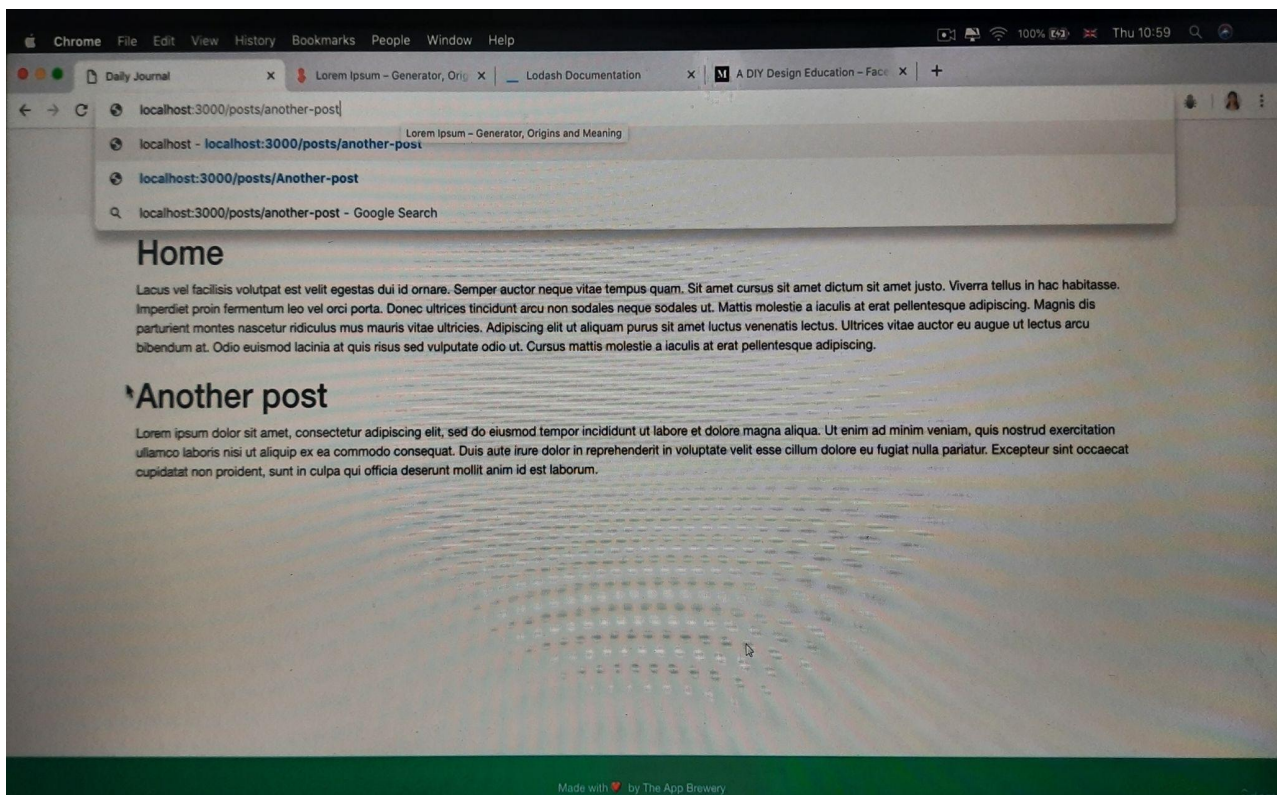 Chrome File Edit View History Bookmarks People Window Help 100% Thu 10:59
Daily Journal Lorem Ipsum – Generator, Orig Lodash Documentation M A DIY Design Education – Face
localhost:3000/posts/another-post
Lorem Ipsum – Generator, Origins and Meaning
localhost - localhost:3000/posts/another-post
localhost:3000/posts/Another-post
localhost:3000/posts/another-post - Google Search
Home
Lacus vel facilisis volutpat est velit egestas dui id ornare. Semper auctor neque vitae tempus quam. Sit amet cursus sit amet dictum sit amet justo. Viverra tellus in hac habitasse.
Imperdiet proin fermentum leo vel orci porta. Donec ultrices tincidunt arcu non sodales neque sodales ut. Mattis molestie a iaculis at erat pellentesque adipiscing. Magnis dis
parturient montes nascetur ridiculus mus mauris vitae ultricies. Adipiscing elit ut aliquam purus sit amet luctus venenatis lectus. Ultrices vitae auctor eu augue ut lectus arcu
bibendum at. Odio euismod lacinia at quis risus sed vulputate odio ut. Cursus mattis molestie a iaculis at erat pellentesque adipiscing.
Another post
Lorem ipsum dolor sit amet, consectetur adipiscing elit, sed do eiusmod tempor incididunt ut labore et dolore magna aliqua. Ut enim ad minim veniam, quis nostrud exercitation
ullamco laboris nisi ut aliquip ex ea commodo consequat. Duis aute irure dolor in reprehenderit in voluptate velit esse cillum dolore eu fugiat nulla pariatur. Excepteur sint occaecat
cupidatat non proident, sunt in culpa qui officia deserunt mollit anim id est laborum.
Made with ❤ by The App Brewery